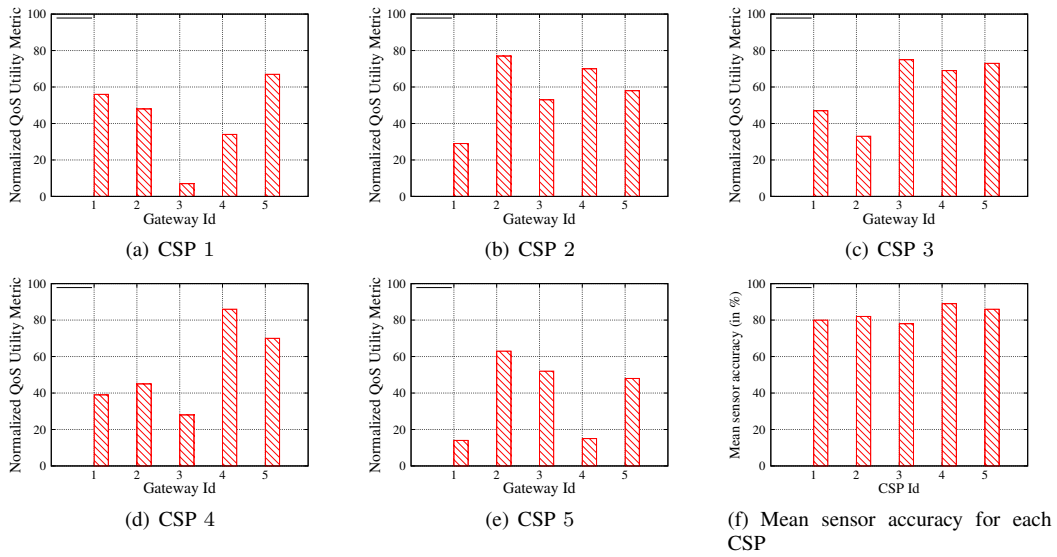 Normalized QoS Utility Metric
100
80
60
40
20
0
1 2 3 4 5
Gateway Id
(a) CSP 1
Normalized QoS Utility Metric
100
80
60
40
20
0
1 2 3 4 5
Gateway Id
(b) CSP 2
Normalized QoS Utility Metric
100
80
60
40
20
0
1 2 3 4 5
Gateway Id
(c) CSP 3
Normalized QoS Utility Metric
100
80
60
40
20
0
1 2 3 4 5
Gateway Id
(d) CSP 4
Normalized QoS Utility Metric
100
80
60
40
20
0
1 2 3 4 5
Gateway Id
(e) CSP 5
Mean sensor accuracy (in %)
100
80
60
40
20
0
1 2 3 4 5
CSP Id
(f) Mean sensor accuracy for each
CSP